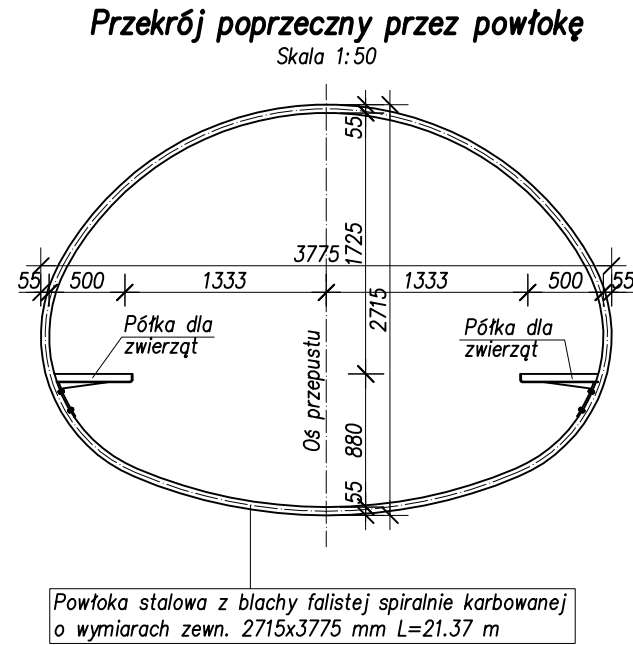 Przekrój poprzeczny przez powłokę
Skala 1:50
55
1725
3775
55 500 1333 1333 500 55
2715
Półka dla
zwierząt
Półka dla
zwierząt
Oś przepustu
880
55
Powłoka stalowa z blachy falistej spiralnie karbowanej
o wymiarach zewn. 2715x3775 mm L=21.37 m